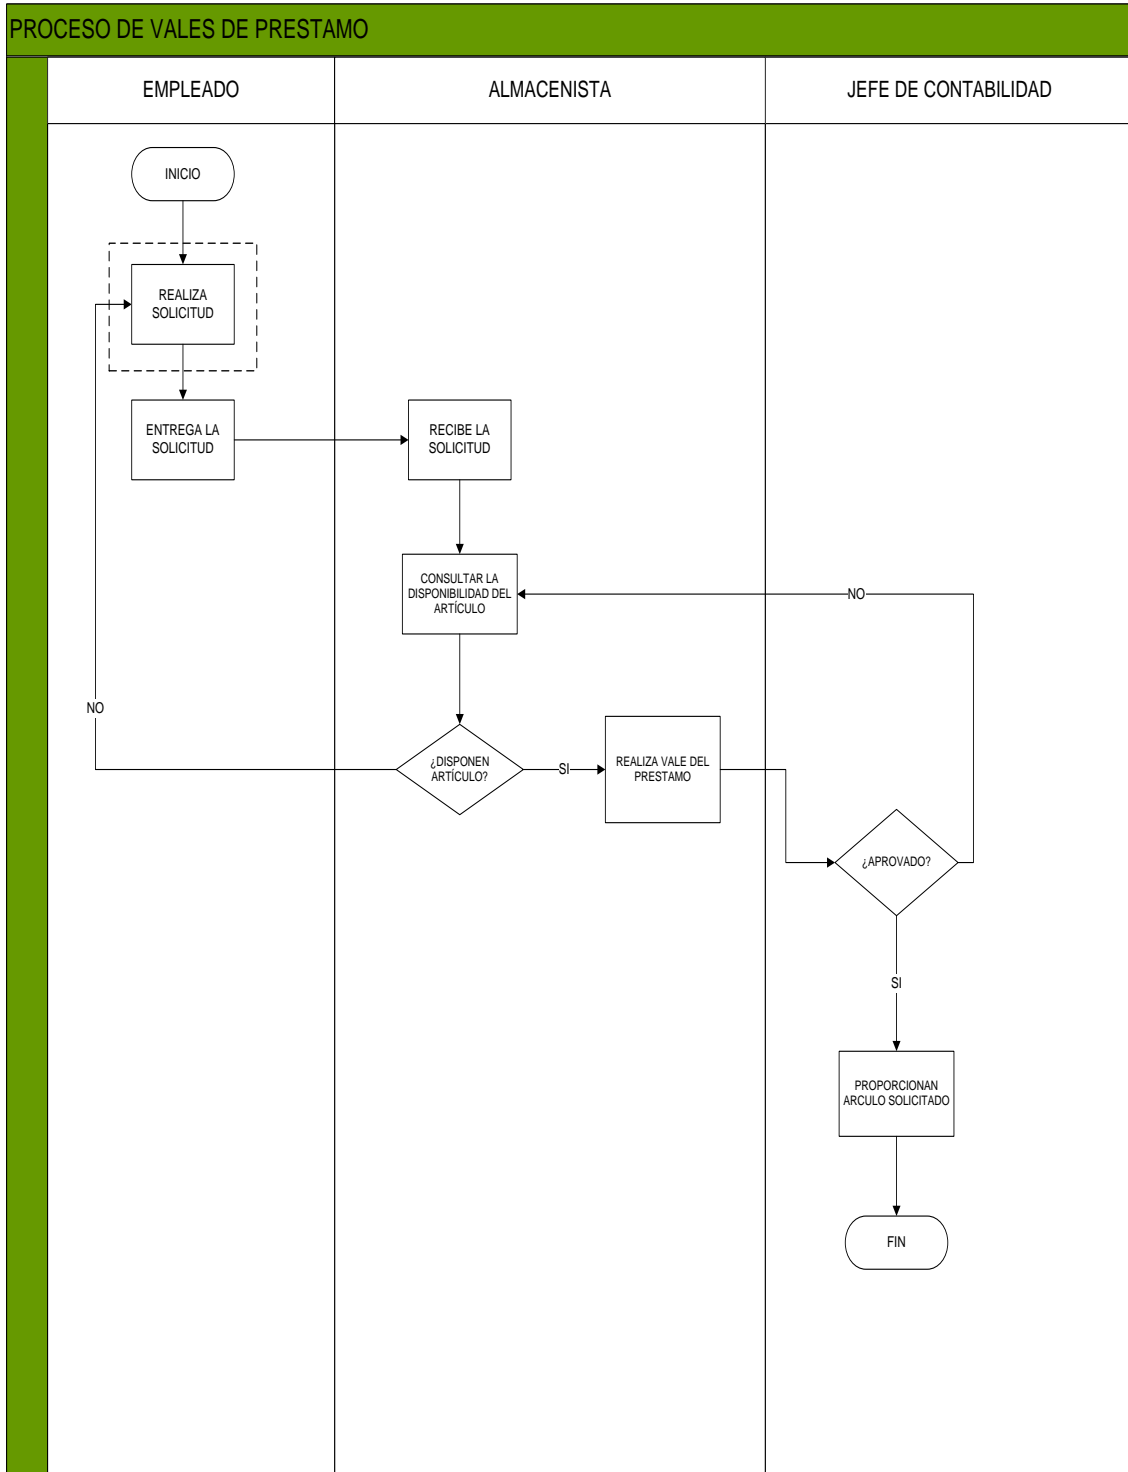 PROCESO DE VALES DE PRESTAMO
EMPLEADO
ALMACENISTA
JEFE DE CONTABILIDAD
INICIO
REALIZA
SOLICITUD
ENTREGA LA
SOLICITUD
RECIBE LA
SOLICITUD
CONSULTAR LA
DISPONIBILIDAD DEL
ARTÍCULO
NO
NO
¿DISPONEN
ARTÍCULO?
SI
REALIZA VALE DEL
PRESTAMO
¿APROVADO?
SI
PROPORCIONAN
ARCULO SOLICITADO
FIN